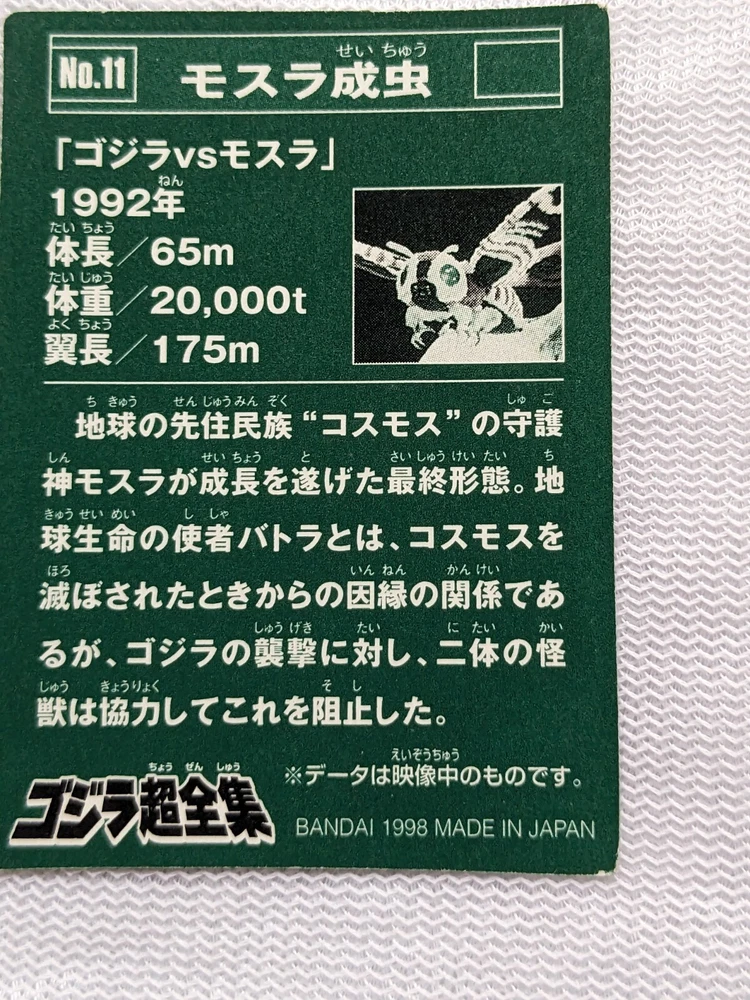 No.11 モスラ成虫
せい ちゅう
「ゴジラvsモスラ」
1992年
ねん
体長／65m
たい ちょう
体重／20,000t
たい じゅう
翼長／175m
よく ちょう
地球の先住民族“コスモス”の守護
ち きゅう せん じゅう みん ぞく しゅ ご
神モスラが成長を遂げた最終形態。地
しん せい ちょう と さい しゅう けい たい ち
球生命の使者バトラとは、コスモスを
きゅう せい めい し しゃ
滅ぼされたときからの因縁の関係であ
ほろ いん ねん かん けい
るが、ゴジラの襲撃に対し、二体の怪
しゅう げき たい に たい かい
獣は協力してこれを阻止した。
じゅう きょうりょく そ し
※データは映像中のものです。
えいぞうちゅう
ゴジラ超全集
ちょう ぜん しゅう
BANDAI 1998 MADE IN JAPAN